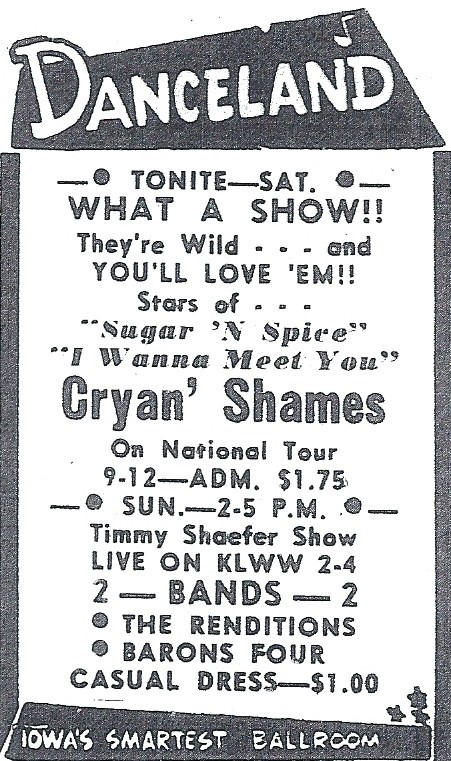 DANCELAND
— ● TONITE—SAT. ● —
WHAT A SHOW!!
They're Wild - - - and
YOU'LL LOVE 'EM!!
Stars of - - -
"Sugar 'N Spice"
"I Wanna Meet You"
Cryan' Shames
On National Tour
9-12—ADM. $1.75
— ● SUN.—2-5 P.M. ● —
Timmy Shaefer Show
LIVE ON KLWW 2-4
2 — BANDS — 2
● THE RENDITIONS
● BARONS FOUR
CASUAL DRESS—$1.00
IOWA'S SMARTEST BALLROOM